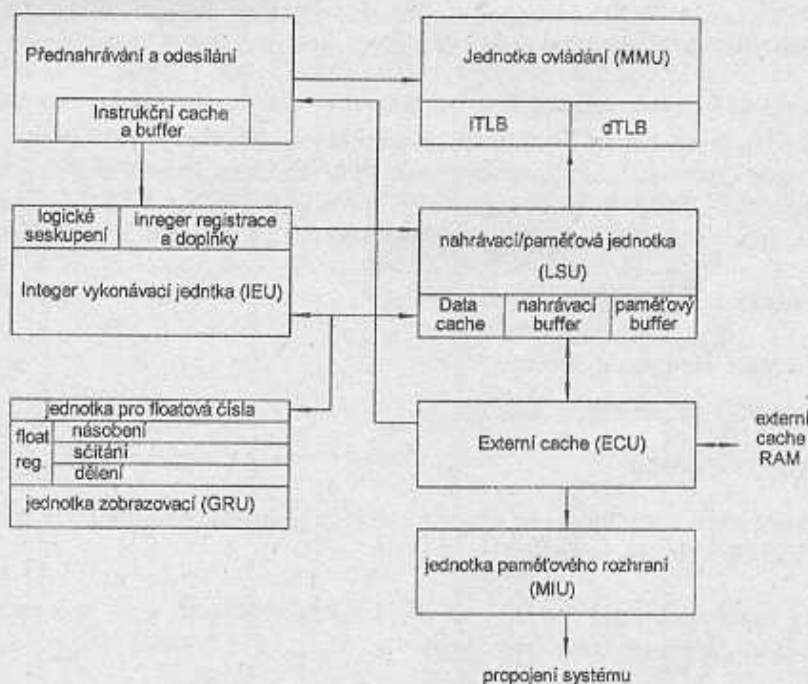 Přednahrávání a odesílání
Instrukční cache
a buffer
Jednotka ovládání (MMU)
iTLB
dTLB
logické
seskupení
inreger registrace
a doplňky
Integer vykonávací jedntka (IEU)
nahrávací/paměťová jednotka
(LSU)
Data
cache
nahrávací
buffer
paměťový
buffer
jednotka pro floatová čísla
float
reg.
násobení
sčítání
dělení
jednotka zobrazovací (GRU)
Externí cache (ECU)
externí
cache
RAM
jednotka paměťového rozhraní
(MIU)
propojení systému